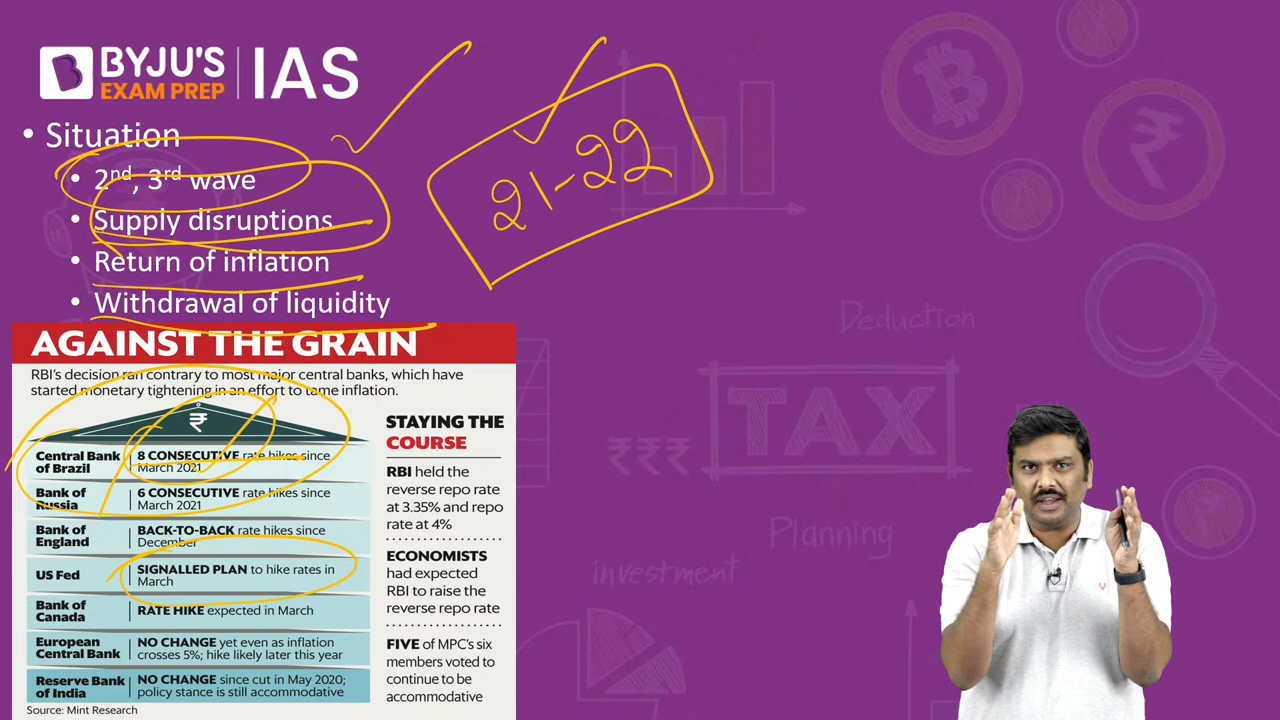 BYJU'S
EXAM PREP
IAS
• Situation
• 2nd, 3rd wave
• Supply disruptions
• Return of inflation
• Withdrawal of liquidity
21-22
AGAINST THE GRAIN
RBI's decision ran contrary to most major central banks, which have
started monetary tightening in an effort to tame inflation.
₹
Central Bank
of Brazil
8 CONSECUTIVE rate hikes since
March 2021
Bank of
Russia
6 CONSECUTIVE rate hikes since
March 2021
Bank of
England
BACK-TO-BACK rate hikes since
December
US Fed
SIGNALLED PLAN to hike rates in
March
Bank of
Canada
RATE HIKE expected in March
European
Central Bank
NO CHANGE yet even as inflation
crosses 5%; hike likely later this year
Reserve Bank
of India
NO CHANGE since cut in May 2020;
policy stance is still accommodative
Source: Mint Research
STAYING THE
COURSE
RBI held the
reverse repo rate
at 3.35% and repo
rate at 4%
ECONOMISTS
had expected
RBI to raise the
reverse repo rate
FIVE of MPC's six
members voted to
continue to be
accommodative
₹
Deduction
TAX
₹₹₹
Planning
investment
₹